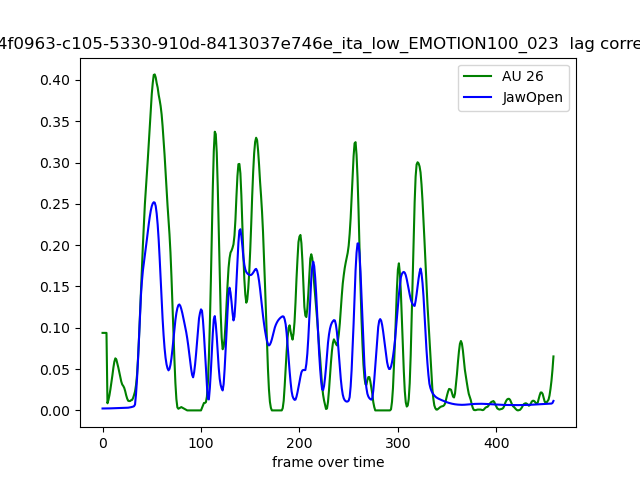 4f0963-c105-5330-910d-8413037e746e_ita_low_EMOTION100_023 lag corre
AU 26
JawOpen
0.40
0.35
0.30
0.25
0.20
0.15
0.10
0.05
0.00
0 100 200 300 400
frame over time